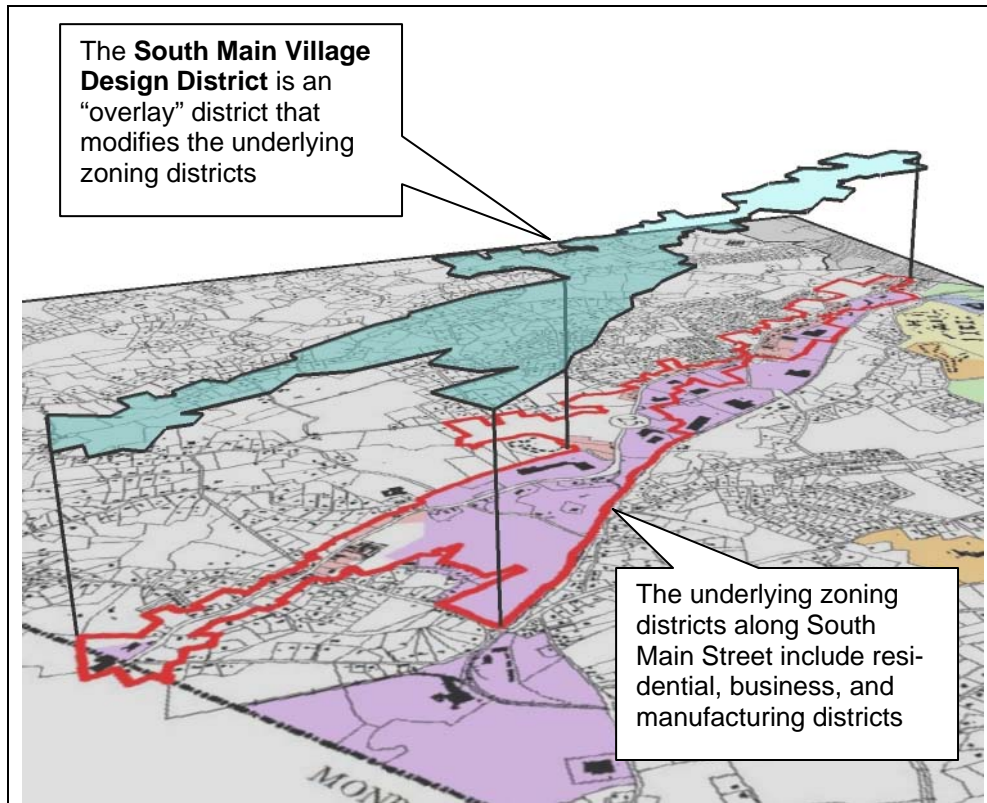 The South Main Village
Design District is an
“overlay” district that
modifies the underlying
zoning districts
The underlying zoning
districts along South
Main Street include resi-
dential, business, and
manufacturing districts
MOND